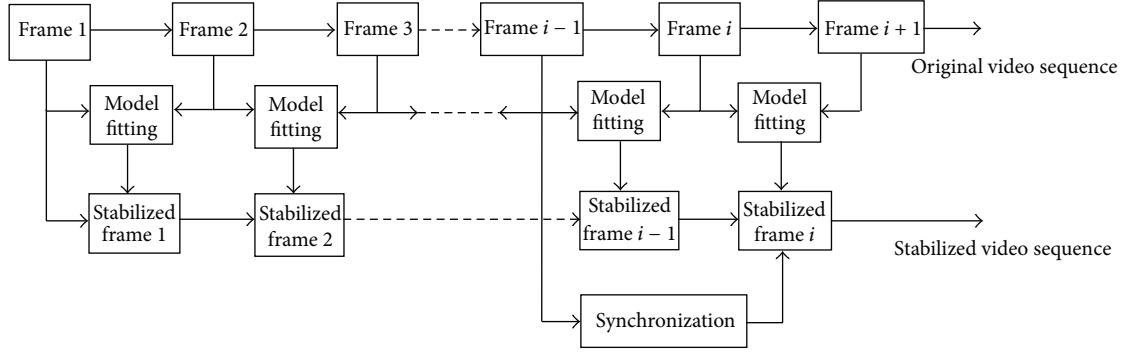 Frame 1
Frame 2
Frame 3
Frame i − 1
Frame i
Frame i + 1
Original video sequence
Model
fitting
Model
fitting
Model
fitting
Model
fitting
Stabilized
frame 1
Stabilized
frame 2
Stabilized
frame i − 1
Stabilized
frame i
Stabilized video sequence
Synchronization